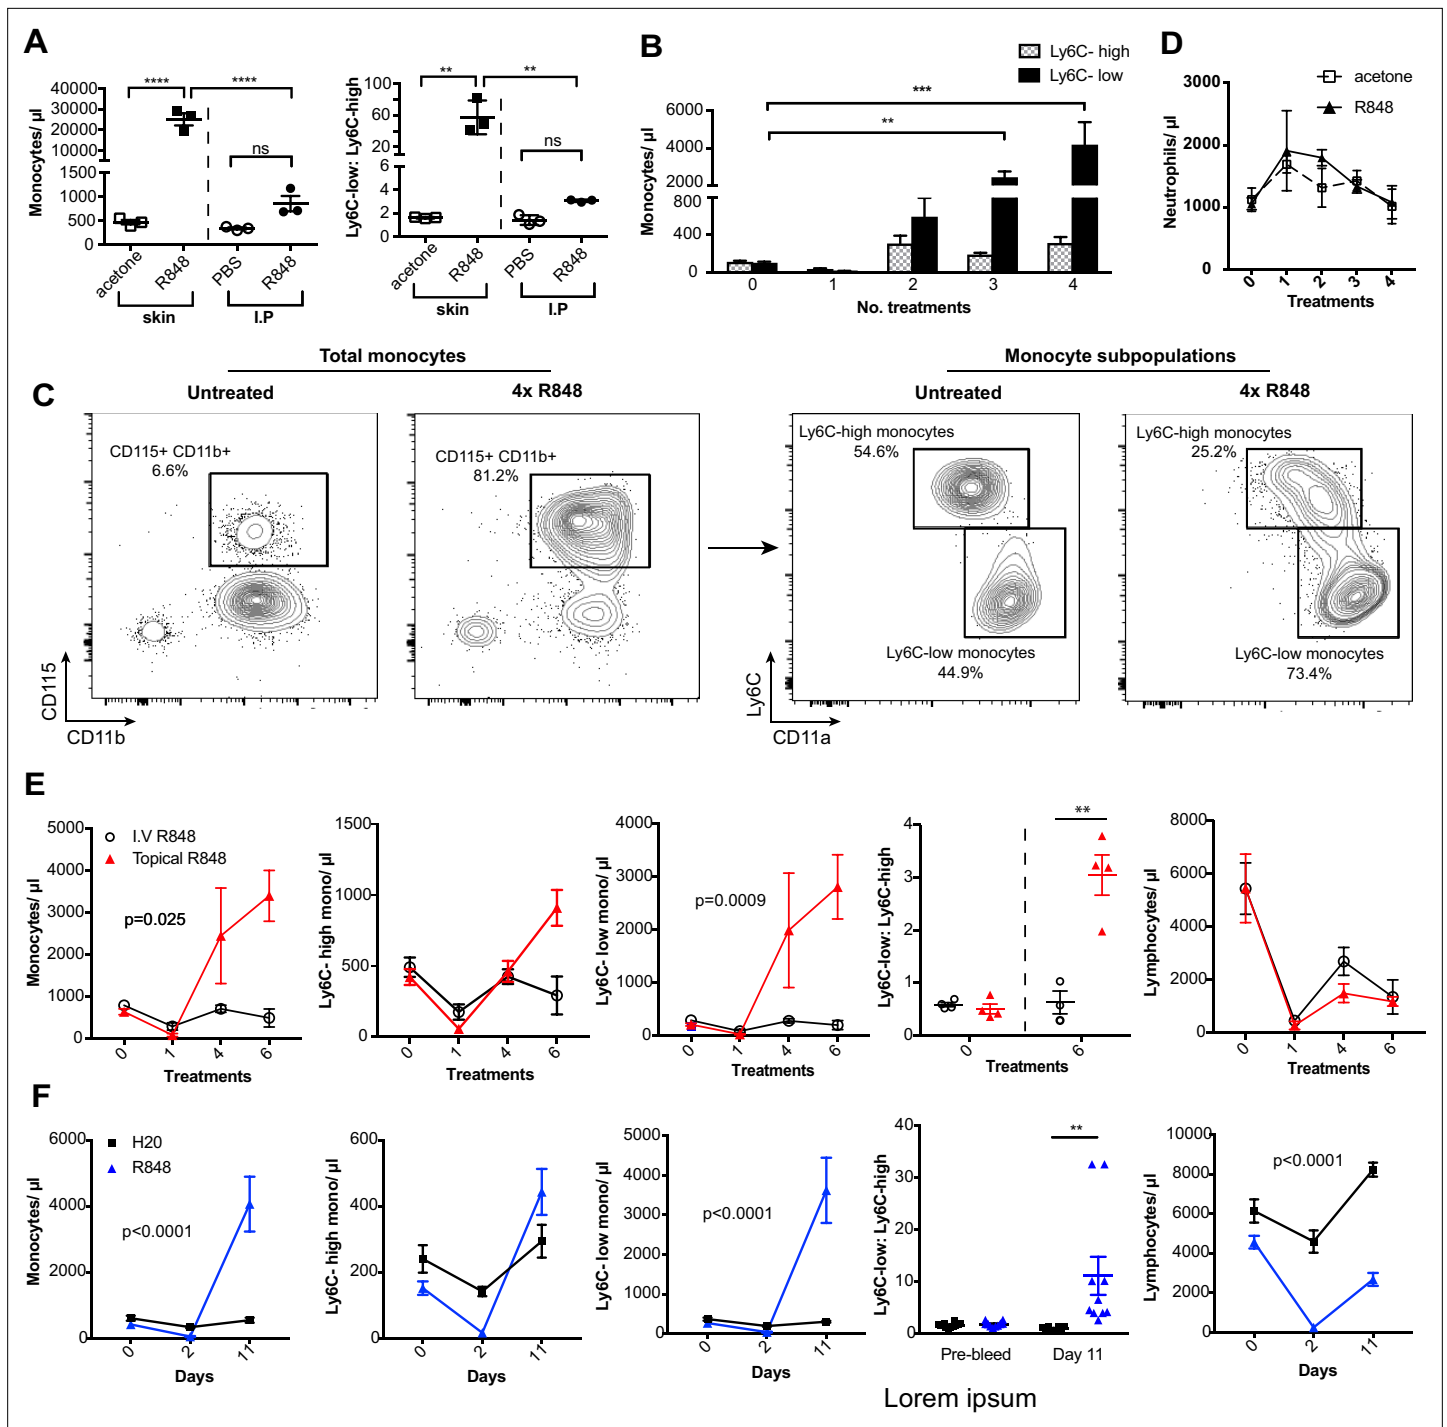 A
Monocytes/ µl
40000
30000
20000
10000
1500
1000
500
0
****
****
ns
acetone
R848
PBS
R848
skin
I.P
Ly6C-low: Ly6C-high
100
80
60
40
20
6
4
2
0
**
**
ns
acetone
R848
PBS
R848
skin
I.P
B
Ly6C- high
Ly6C- low
Monocytes/ µl
6000
4000
2000
800
400
0
***
**
0 1 2 3 4
No. treatments
D
acetone
R848
Neutrophils/ µl
3000
2000
1000
0
0 1 2 3 4
Treatments
C
Total monocytes
Untreated
4x R848
CD115+ CD11b+
6.6%
CD115+ CD11b+
81.2%
CD115
CD11b
Monocyte subpopulations
Untreated
4x R848
Ly6C-high monocytes
54.6%
Ly6C-low monocytes
44.9%
Ly6C-high monocytes
25.2%
Ly6C-low monocytes
73.4%
Ly6C
CD11a
E
Monocytes/ µl
5000
4000
3000
2000
1000
0
I.V R848
Topical R848
p=0.025
0 1 4 6
Treatments
Ly6C- high mono/ µl
1500
1000
500
0
0 1 4 6
Treatments
Ly6C- low mono/ µl
4000
3000
2000
1000
0
p=0.0009
0 1 4 6
Treatments
Ly6C-low: Ly6C-high
4
3
2
1
0
**
0 6
Treatments
Lymphocytes/ µl
8000
6000
4000
2000
0
0 1 4 6
Treatments
F
Monocytes/ µl
6000
4000
2000
0
H20
R848
p<0.0001
0 2 11
Days
Ly6C- high mono/ µl
600
400
200
0
0 2 11
Days
Ly6C- low mono/ µl
5000
4000
3000
2000
1000
0
p<0.0001
0 2 11
Days
Ly6C-low: Ly6C-high
40
30
20
10
0
**
Pre-bleed Day 11
Lymphocytes/ µl
10000
8000
6000
4000
2000
0
p<0.0001
0 2 11
Days
Lorem ipsum